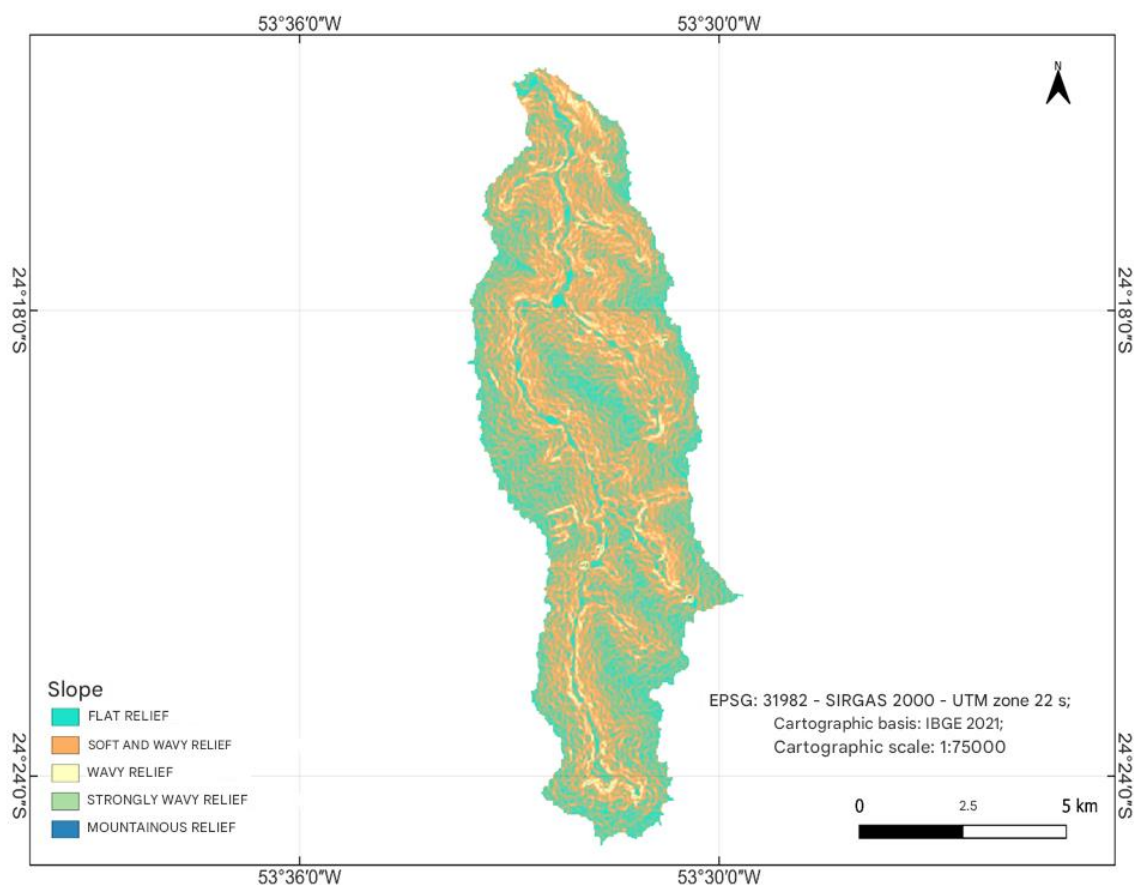 53°36'0"W
53°30'0"W
N
24°18'0"S
24°18'0"S
Slope
FLAT RELIEF
SOFT AND WAVY RELIEF
WAVY RELIEF
STRONGLY WAVY RELIEF
MOUNTAINOUS RELIEF
EPSG: 31982 - SIRGAS 2000 - UTM zone 22 s;
Cartographic basis: IBGE 2021;
Cartographic scale: 1:75000
24°24'0"S
24°24'0"S
0 2.5 5 km
53°36'0"W
53°30'0"W